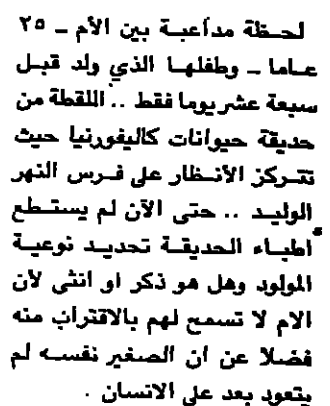 لحظة مداعبة بين الأم - ٢٥
عاما - وطفلها الذي ولد قبل
سبعة عشر يوما فقط .. اللقطة من
حديقة حيوانات كاليفورنيا حيث
تتركز الأنظار على فرس النهر
الوليد .. حتى الآن لم يستطع
اطباء الحديقة تحديد نوعية
المولود وهل هو ذكر او انثى لأن
الام لا تسمح لهم بالاقتراب منه
فضلا عن ان الصغير نفسه لم
يتعود بعد على الانسان .